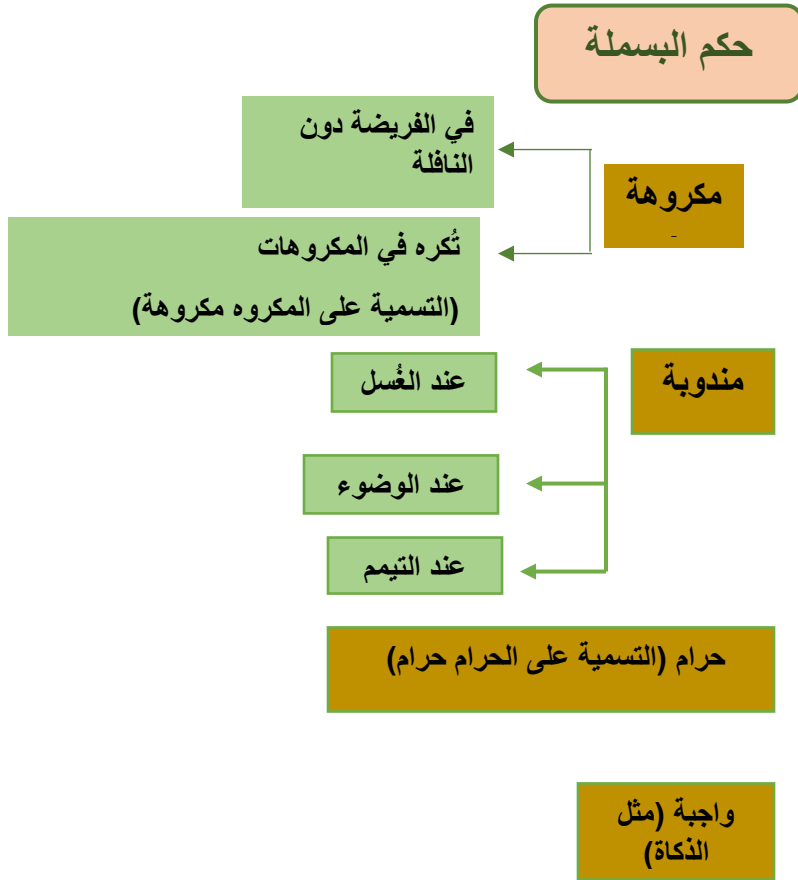 حكم البسملة
في الفريضة دون
النافلة
مكروهة
تُكره في المكروهات
(التسمية على المكروه مكروهة)
مندوبة
عند الغُسل
عند الوضوء
عند التيمم
حرام (التسمية على الحرام حرام)
واجبة (مثل
الذكاة)